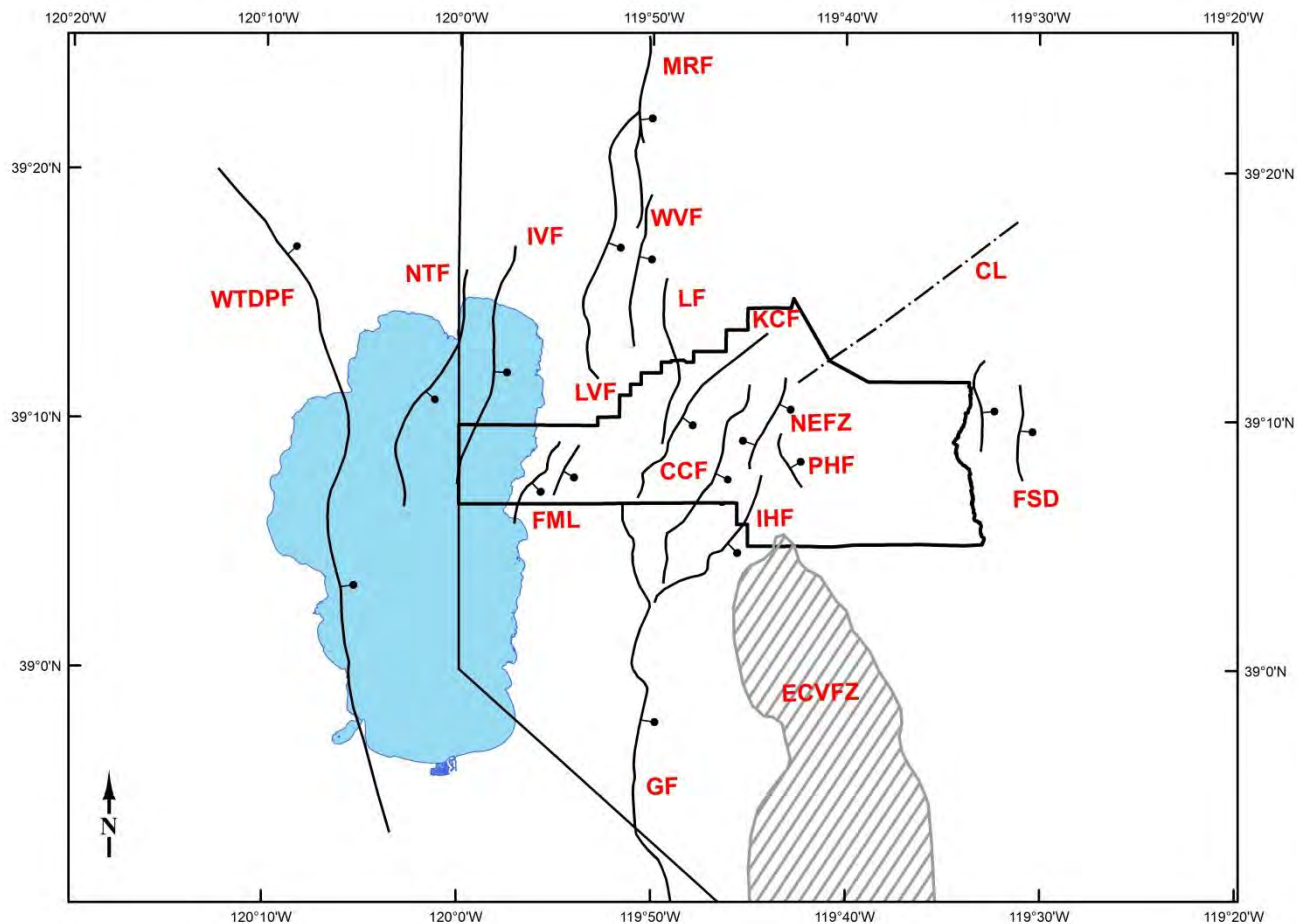 120°20'W 120°10'W 120°0'W 119°50'W 119°40'W 119°30'W 119°20'W
MRF
39°20'N 39°20'N
WVF
IVF
NTF CL
WTDPF LF
KCF
LVF
39°10'N 39°10'N
NEFZ
CCF PHF
FSD
FML IHF
39°0'N 39°0'N
ECVFZ
GF
N
120°10'W 120°0'W 119°50'W 119°40'W 119°30'W 119°20'W